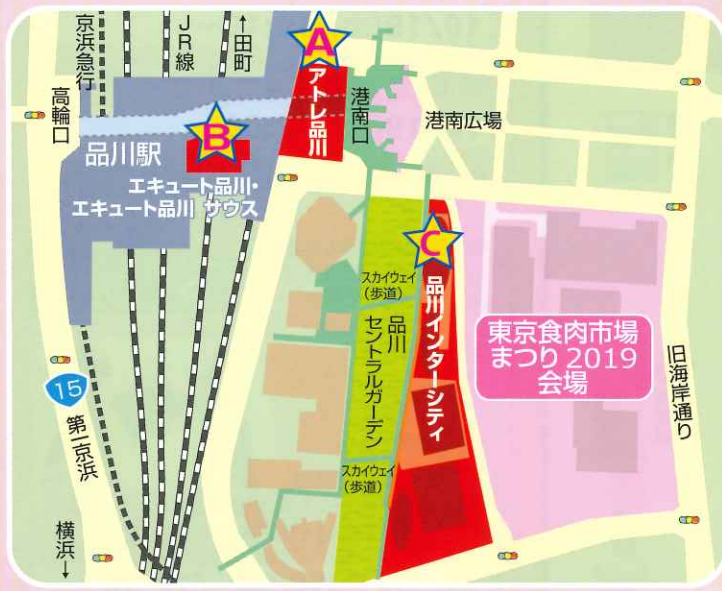 京浜急行
JR線
↑田町
A
アトレ品川
高輪口
港南口
港南広場
B
品川駅
エキュート品川・
エキュート品川 サウス
C
スカイウェイ
(歩道)
品川
セントラルガーデン
品川インターシティ
東京食肉市場
まつり2019
会場
旧海岸通り
15
第一京浜
スカイウェイ
(歩道)
横浜↓